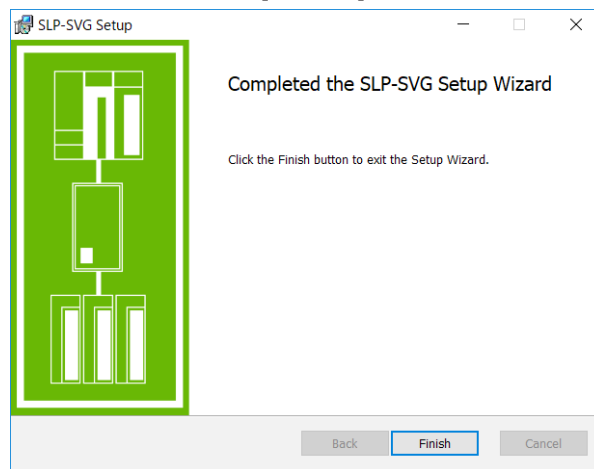 SLP-SVG Setup
Completed the SLP-SVG Setup Wizard
Click the Finish button to exit the Setup Wizard.
Back Finish Cancel